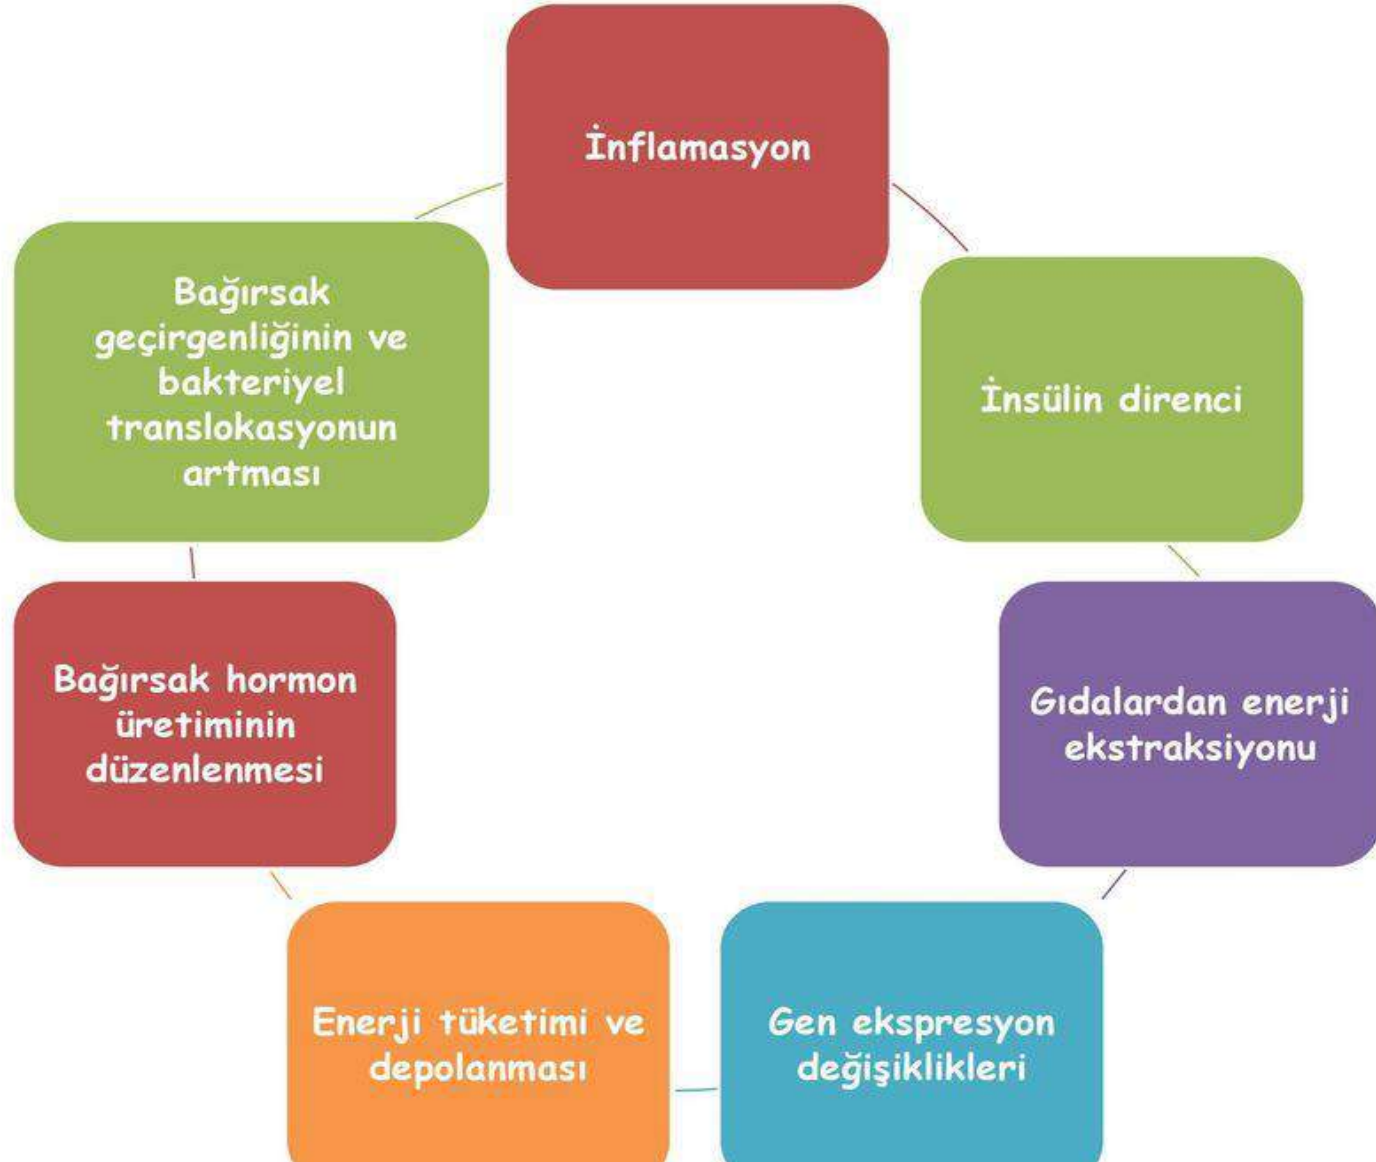 İnflamasyon
İnsülin direnci
Gıdalardan enerji
ekstraksiyonu
Gen ekspresyon
değişiklikleri
Enerji tüketimi ve
depolanması
Bağırsak hormon
üretiminin
düzenlenmesi
Bağırsak
geçirgenliğinin ve
bakteriyel
translokasyonun
artması